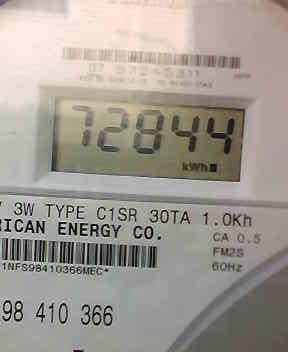 72844
kWh
3W TYPE C1SR 30TA 1.0Kh
RICAN ENERGY CO.
CA 0.5
FM2S
60Hz
1NFS98410366MEC*
98 410 366